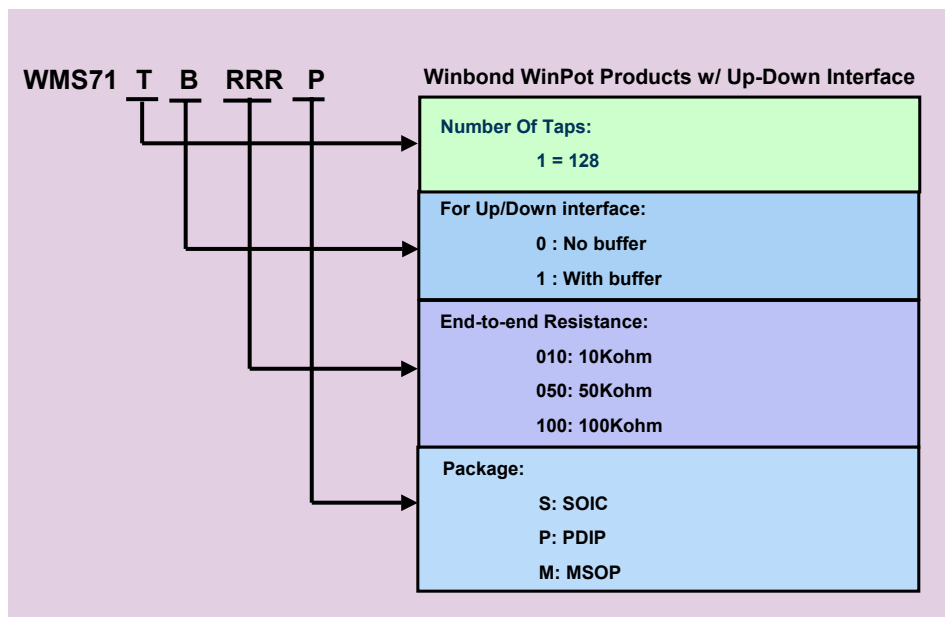 WMS71 T B RRR P
Winbond WinPot Products w/ Up-Down Interface
Number Of Taps:
1 = 128
For Up/Down interface:
0 : No buffer
1 : With buffer
End-to-end Resistance:
010: 10Kohm
050: 50Kohm
100: 100Kohm
Package:
S: SOIC
P: PDIP
M: MSOP